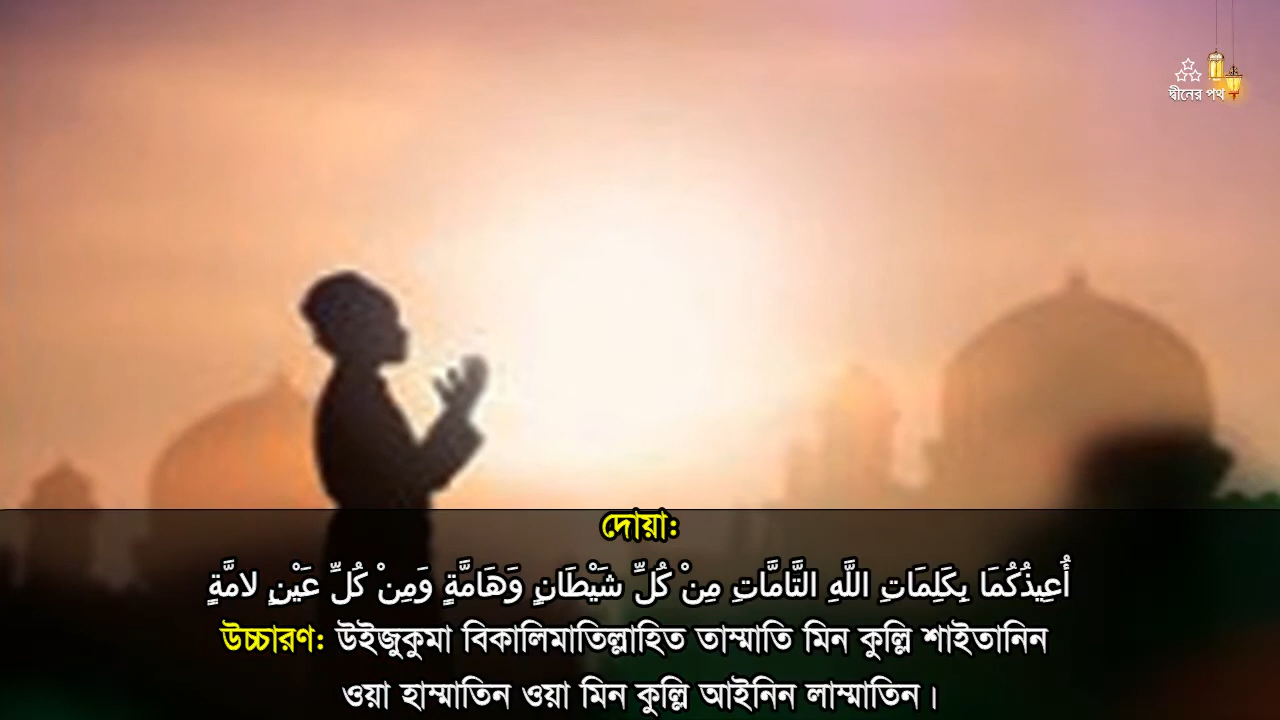 দ্বীনের পথ
দোয়া:
أُعِيذُكُمَا بِكَلِمَاتِ اللَّهِ التَّامَّاتِ مِنْ كُلِّ شَيْطَانٍ وَهَامَّةٍ وَمِنْ كُلِّ عَيْنٍ لامَّةٍ
উচ্চারণ: উইজুকুমা বিকালিমাতিল্লাহিত তাম্মাতি মিন কুল্লি শাইতানিন
ওয়া হাম্মাতিন ওয়া মিন কুল্লি আইনিন লাম্মাতিন।